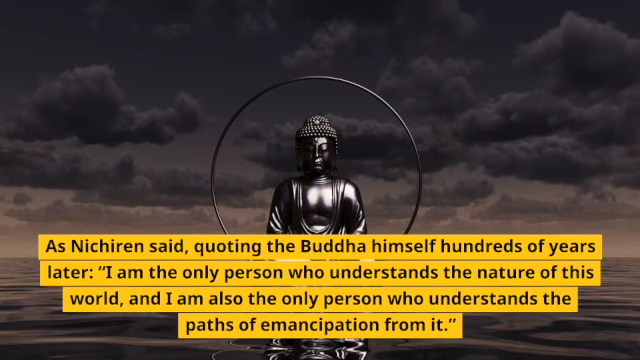 As Nichiren said, quoting the Buddha himself hundreds of years
later: “I am the only person who understands the nature of this
world, and I am also the only person who understands the
paths of emancipation from it.”